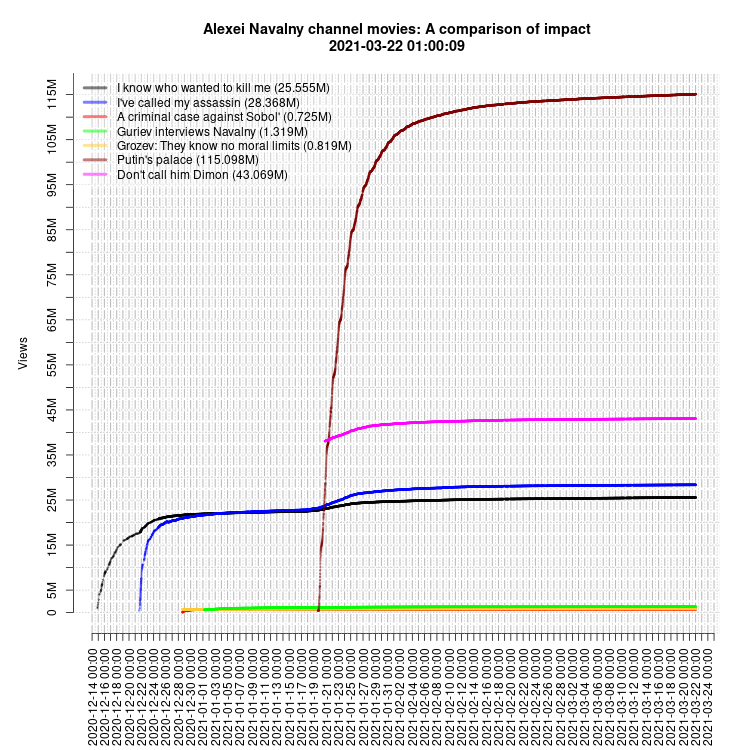 Alexei Navalny channel movies: A comparison of impact
2021-03-22 01:00:09
I know who wanted to kill me (25.555M)
I've called my assassin (28.368M)
A criminal case against Sobol' (0.725M)
Guriev interviews Navalny (1.319M)
Grozev: They know no moral limits (0.819M)
Putin's palace (115.098M)
Don't call him Dimon (43.069M)
Views
115M
105M
95M
85M
75M
65M
55M
45M
35M
25M
15M
5M
0
2020-12-14 00:00
2020-12-16 00:00
2020-12-18 00:00
2020-12-20 00:00
2020-12-22 00:00
2020-12-24 00:00
2020-12-26 00:00
2020-12-28 00:00
2020-12-30 00:00
2021-01-01 00:00
2021-01-03 00:00
2021-01-05 00:00
2021-01-07 00:00
2021-01-09 00:00
2021-01-11 00:00
2021-01-13 00:00
2021-01-15 00:00
2021-01-17 00:00
2021-01-19 00:00
2021-01-21 00:00
2021-01-23 00:00
2021-01-25 00:00
2021-01-27 00:00
2021-01-29 00:00
2021-01-31 00:00
2021-02-02 00:00
2021-02-04 00:00
2021-02-06 00:00
2021-02-08 00:00
2021-02-10 00:00
2021-02-12 00:00
2021-02-14 00:00
2021-02-16 00:00
2021-02-18 00:00
2021-02-20 00:00
2021-02-22 00:00
2021-02-24 00:00
2021-02-26 00:00
2021-02-28 00:00
2021-03-02 00:00
2021-03-04 00:00
2021-03-06 00:00
2021-03-08 00:00
2021-03-10 00:00
2021-03-12 00:00
2021-03-14 00:00
2021-03-16 00:00
2021-03-18 00:00
2021-03-20 00:00
2021-03-22 00:00
2021-03-24 00:00